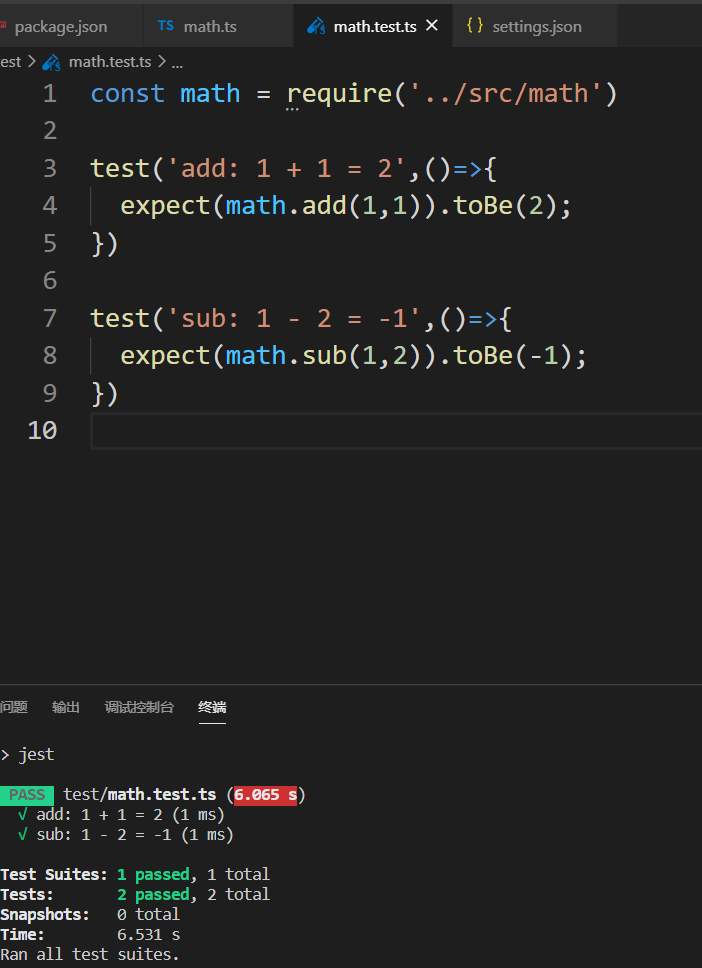 package.json TS math.ts math.test.ts {} settings.json
est > math.test.ts > ...
1 const math = require('../src/math')
2
3 test('add: 1 + 1 = 2',()=>{
4 expect(math.add(1,1)).toBe(2);
5 })
6
7 test('sub: 1 - 2 = -1',()=>{
8 expect(math.sub(1,2)).toBe(-1);
9 })
10
问题 输出 调试控制台 终端
> jest
PASS test/math.test.ts (6.065 s)
√ add: 1 + 1 = 2 (1 ms)
√ sub: 1 - 2 = -1 (1 ms)
Test Suites: 1 passed, 1 total
Tests: 2 passed, 2 total
Snapshots: 0 total
Time: 6.531 s
Ran all test suites.